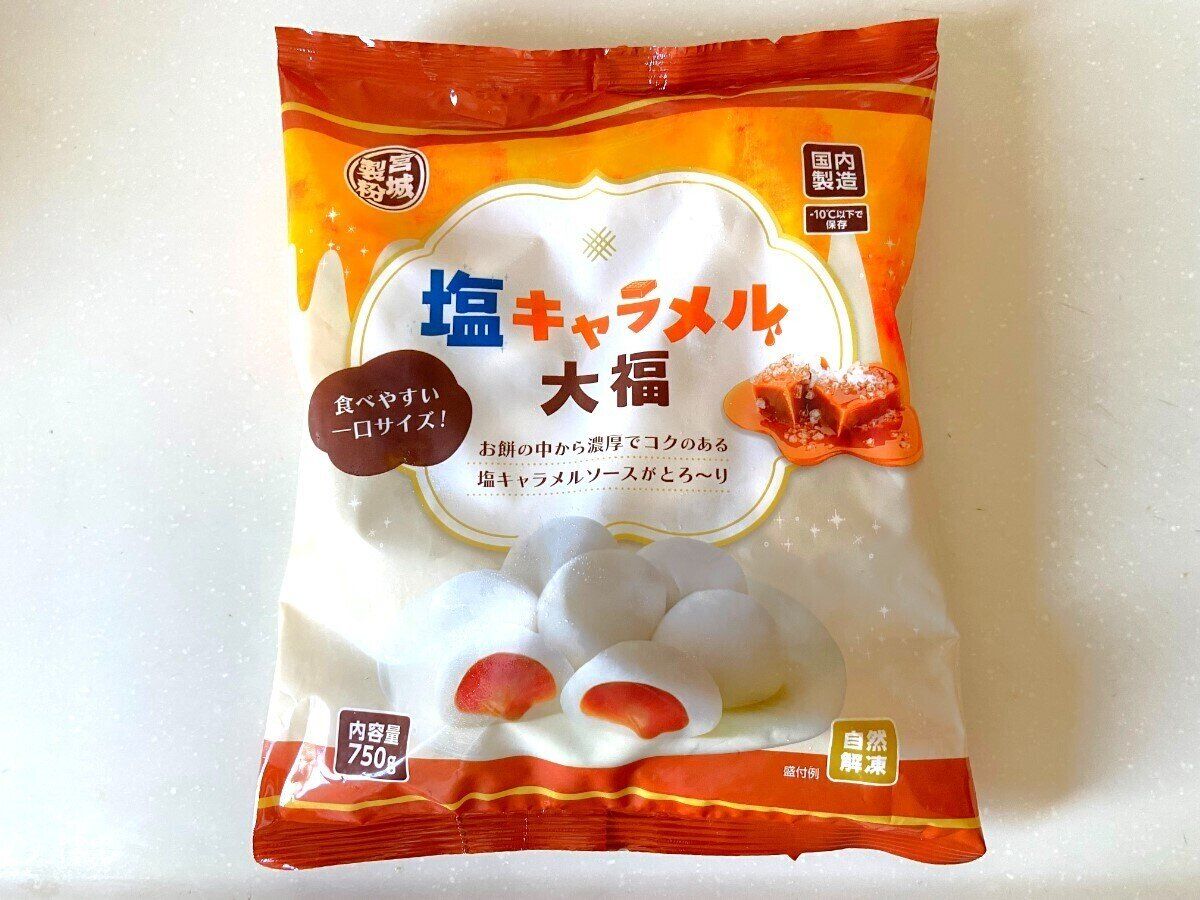 宮城
製粉
国内
製造
-10℃以下で
保存
塩キャラメル
大福
食べやすい
一口サイズ!
お餅の中から濃厚でコクのある
塩キャラメルソースがとろ〜り
内容量
750g
盛付例
自然
解凍